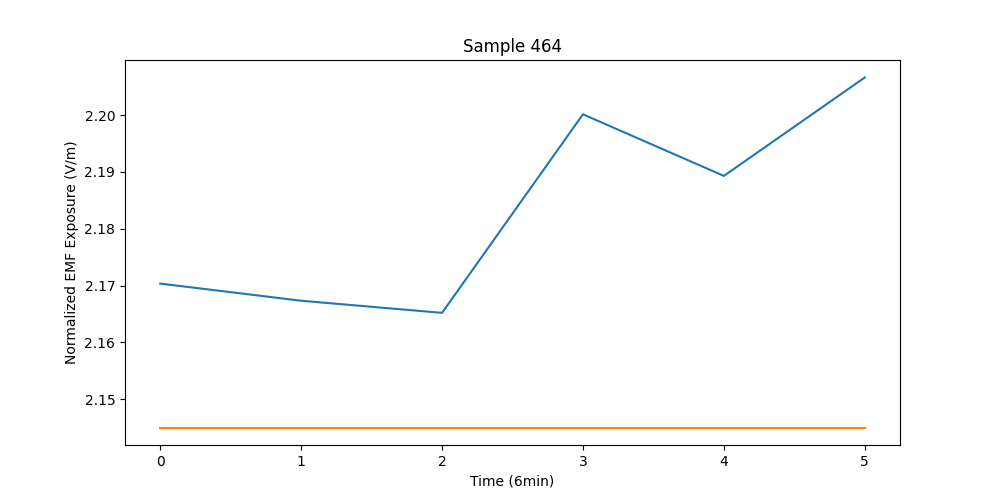 Sample 464
Normalized EMF Exposure (V/m)
2.20
2.19
2.18
2.17
2.16
2.15
0 1 2 3 4 5
Time (6min)